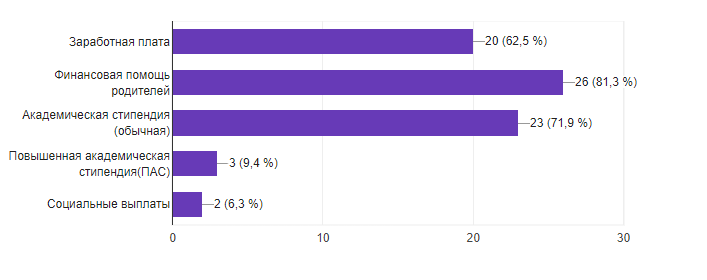 Заработная плата
20 (62,5 %)
Финансовая помощь
родителей
26 (81,3 %)
Академическая стипендия
(обычная)
23 (71,9 %)
Повышенная академическая
стипендия(ПАС)
3 (9,4 %)
Социальные выплаты
2 (6,3 %)
0 10 20 30